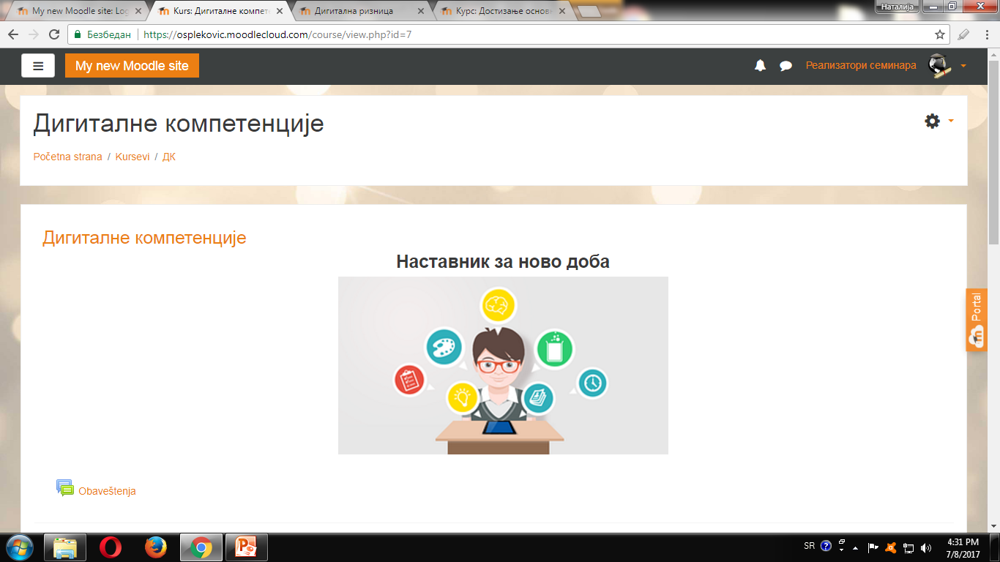 My new Moodle site: Log
Kurs: Дигиталне компете
Дигитална ризница
Курс: Достизање основн
Наталија
Безбедан
https://osplekovic.moodlecloud.com/course/view.php?id=7
My new Moodle site
Реализатори семинара
Дигиталне компетенције
Početna strana / Kursevi / ДК
Дигиталне компетенције
Наставник за ново доба
Portal
Obaveštenja
SR
4:31 PM
7/8/2017